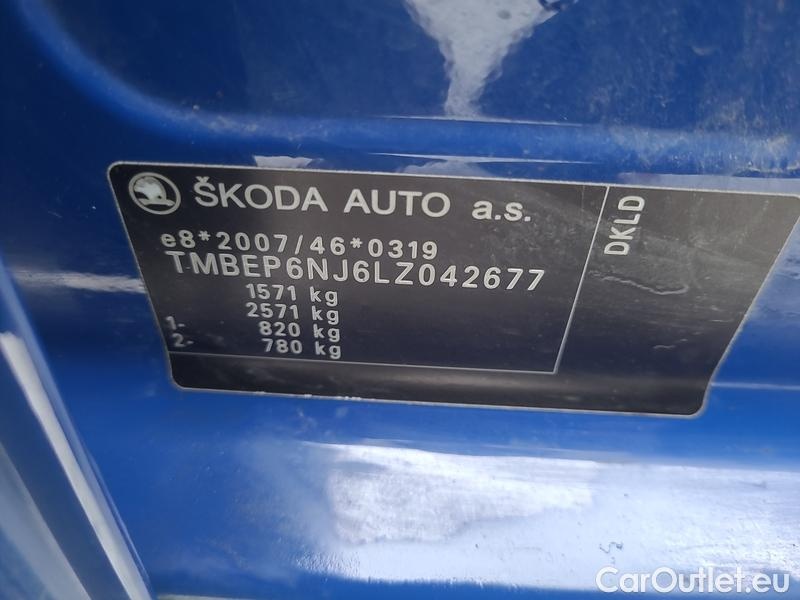 ŠKODA AUTO a.s.
e8*2007/46*0319
TMBEP6NJ6LZ042677
1571 kg
2571 kg
1- 820 kg
2- 780 kg
DKLD
CarOutlet.eu